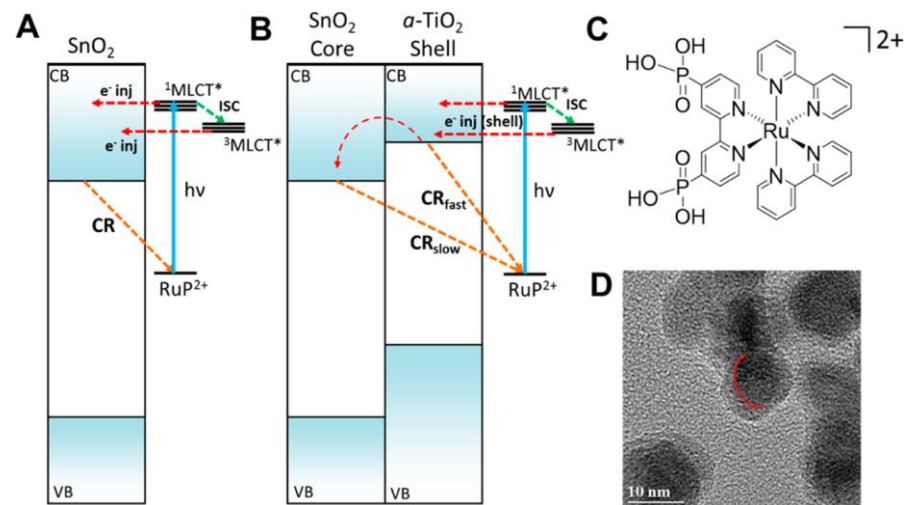 A
SnO₂
CB
e⁻ inj
¹MLCT*
ISC
³MLCT*
e⁻ inj
hν
CR
RuP²⁺
VB
B
SnO₂
Core
a-TiO₂
Shell
CB
CB
¹MLCT*
ISC
e⁻ inj (shell)
³MLCT*
hν
CRfast
CRslow
RuP²⁺
VB
VB
C
2+
OH
HO
P
O
N
N
N
Ru
N
N
N
O
HO
P
OH
D
10 nm